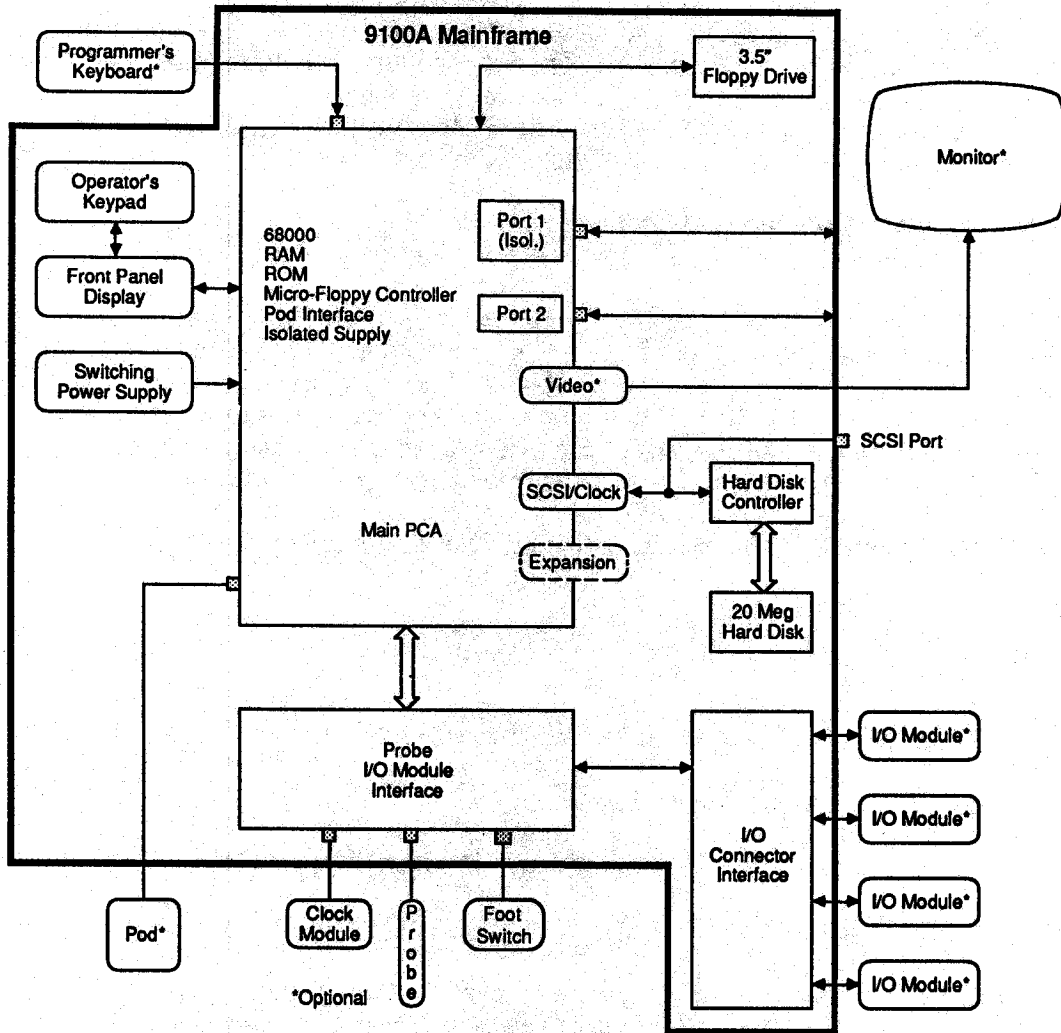 9100A Mainframe
Programmer's
Keyboard*
3.5"
Floppy Drive
Monitor*
Operator's
Keypad
Front Panel
Display
Switching
Power Supply
68000
RAM
ROM
Micro-Floppy Controller
Pod Interface
Isolated Supply
Port 1
(Isol.)
Port 2
Video*
SCSI Port
SCSI/Clock
Hard Disk
Controller
Main PCA
Expansion
20 Meg
Hard Disk
Probe
I/O Module
Interface
I/O
Connector
Interface
I/O Module*
I/O Module*
I/O Module*
I/O Module*
Pod*
Clock
Module
Probe
Foot
Switch
*Optional